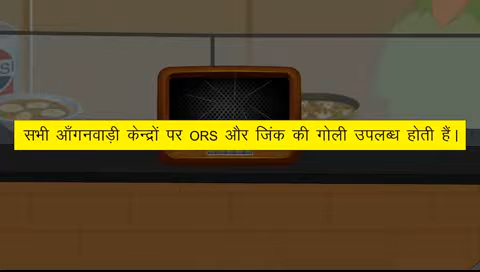 सभी आँगनवाड़ी केन्द्रों पर ORS और जिंक की गोली उपलब्ध होती हैं।